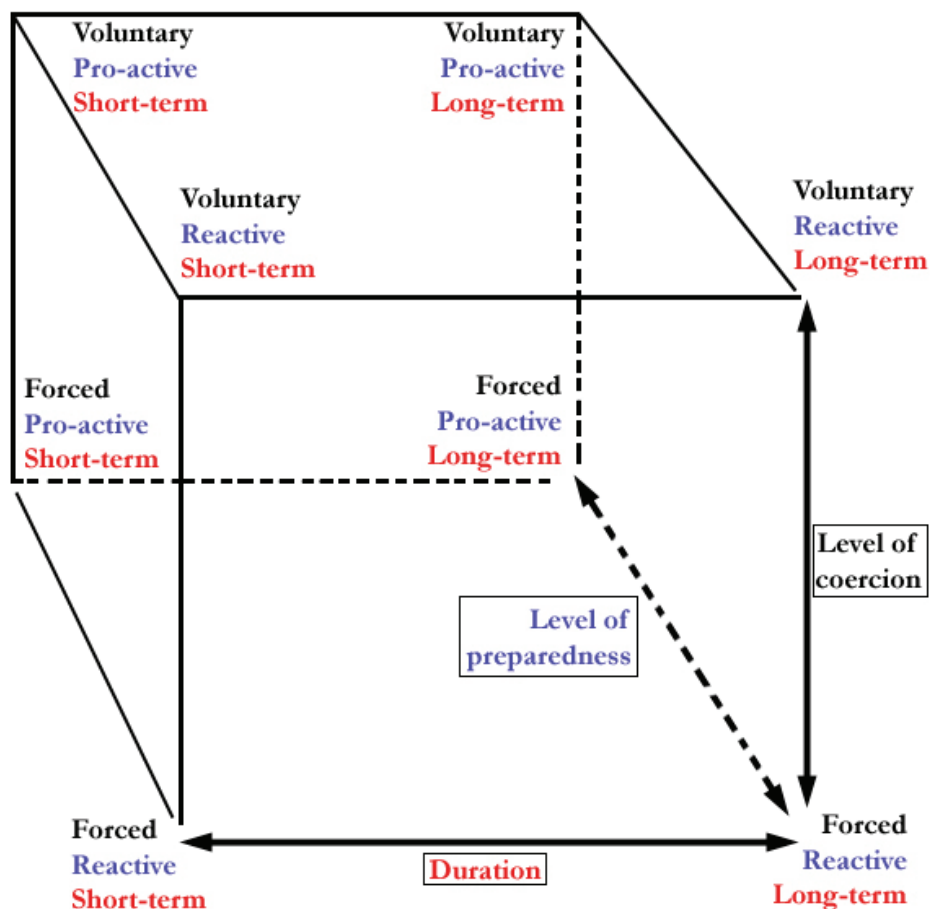 Voluntary
Pro-active
Short-term
Voluntary
Pro-active
Long-term
Voluntary
Reactive
Short-term
Voluntary
Reactive
Long-term
Forced
Pro-active
Short-term
Forced
Pro-active
Long-term
Level of
coercion
Level of
preparedness
Forced
Reactive
Short-term
Duration
Forced
Reactive
Long-term